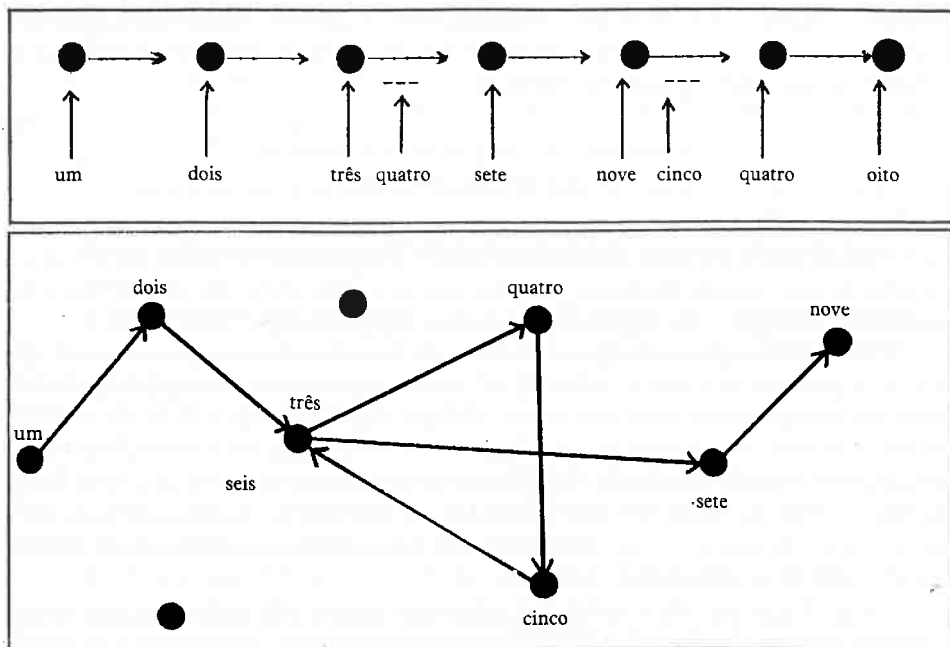 um dois três quatro sete nove cinco quatro oito
dois
quatro
nove
três
um
seis
sete
cinco